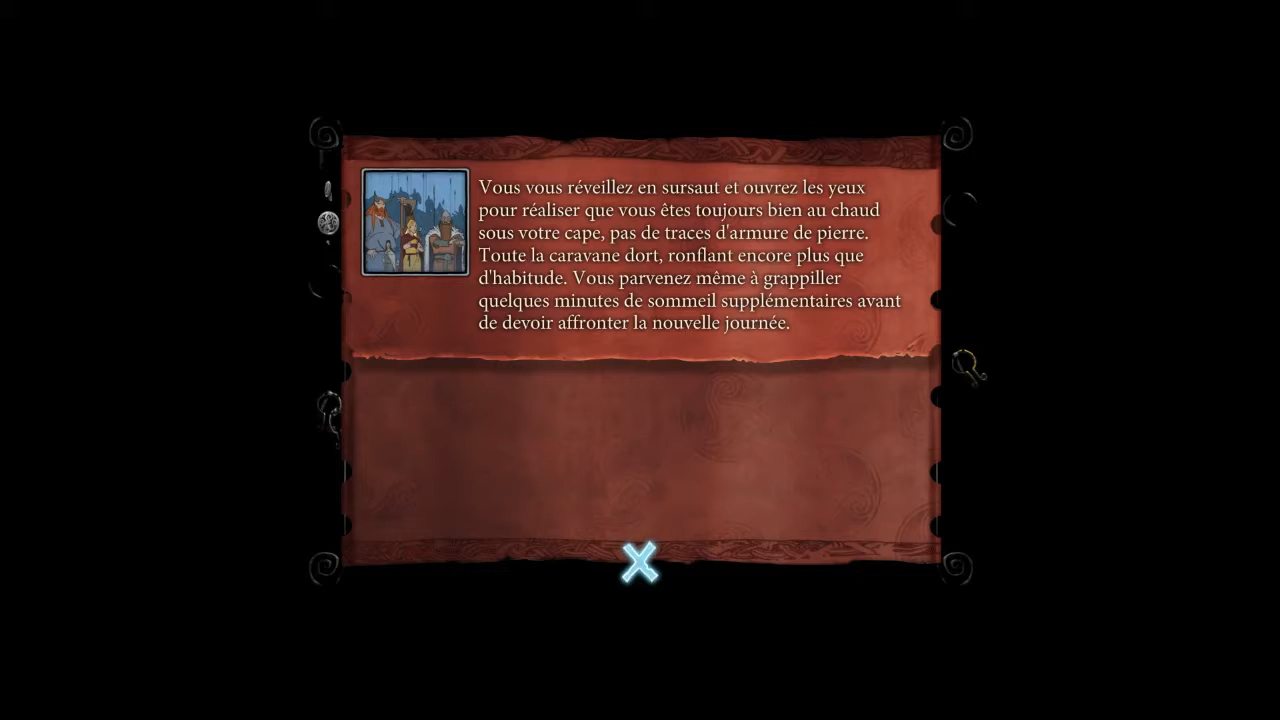 Vous vous réveillez en sursaut et ouvrez les yeux
pour réaliser que vous êtes toujours bien au chaud
sous votre cape, pas de traces d'armure de pierre.
Toute la caravane dort, ronflant encore plus que
d'habitude. Vous parvenez même à grappiller
quelques minutes de sommeil supplémentaires avant
de devoir affronter la nouvelle journée.